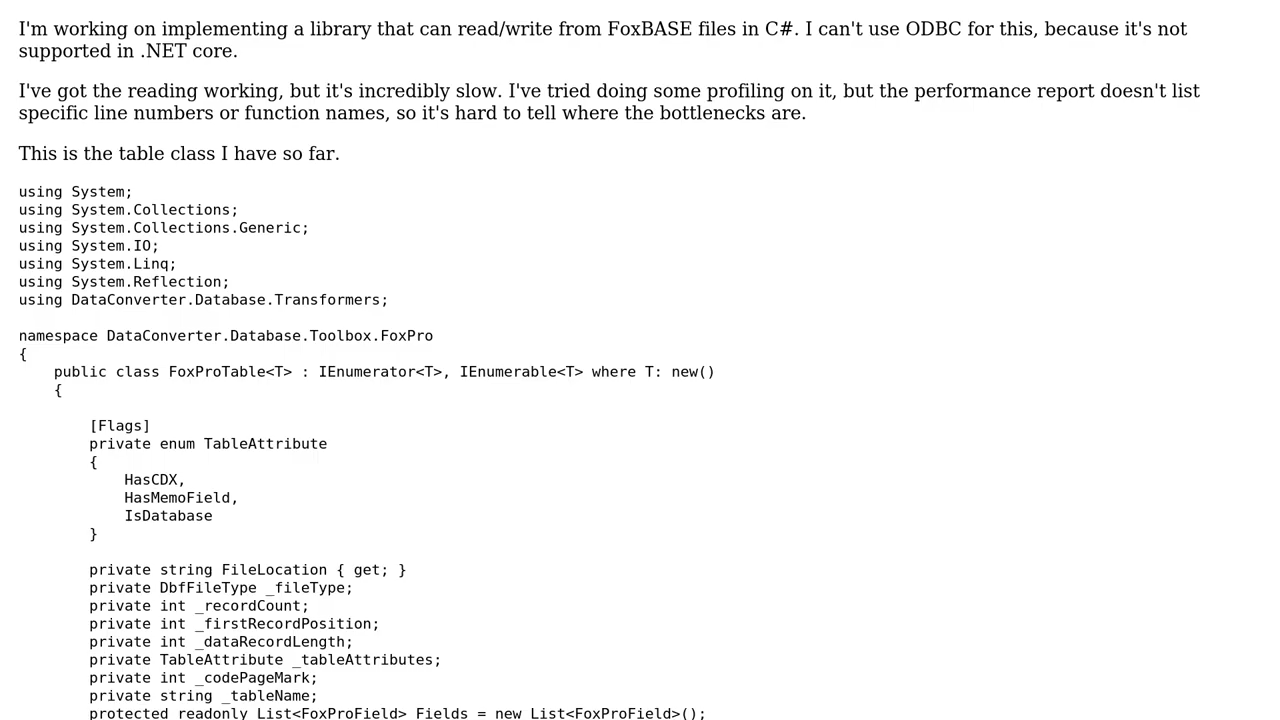 I'm working on implementing a library that can read/write from FoxBASE files in C#. I can't use ODBC for this, because it's not
supported in .NET core.
I've got the reading working, but it's incredibly slow. I've tried doing some profiling on it, but the performance report doesn't list
specific line numbers or function names, so it's hard to tell where the bottlenecks are.
This is the table class I have so far.
using System;
using System.Collections;
using System.Collections.Generic;
using System.IO;
using System.Linq;
using System.Reflection;
using DataConverter.Database.Transformers;
namespace DataConverter.Database.Toolbox.FoxPro
{
    public class FoxProTable<T> : IEnumerator<T>, IEnumerable<T> where T: new()
    {
        [Flags]
        private enum TableAttribute
        {
            HasCDX,
            HasMemoField,
            IsDatabase
        }
        private string FileLocation { get; }
        private DbfFileType _fileType;
        private int _recordCount;
        private int _firstRecordPosition;
        private int _dataRecordLength;
        private TableAttribute _tableAttributes;
        private int _codePageMark;
        private string _tableName;
        protected readonly List<FoxProField> Fields = new List<FoxProField>();